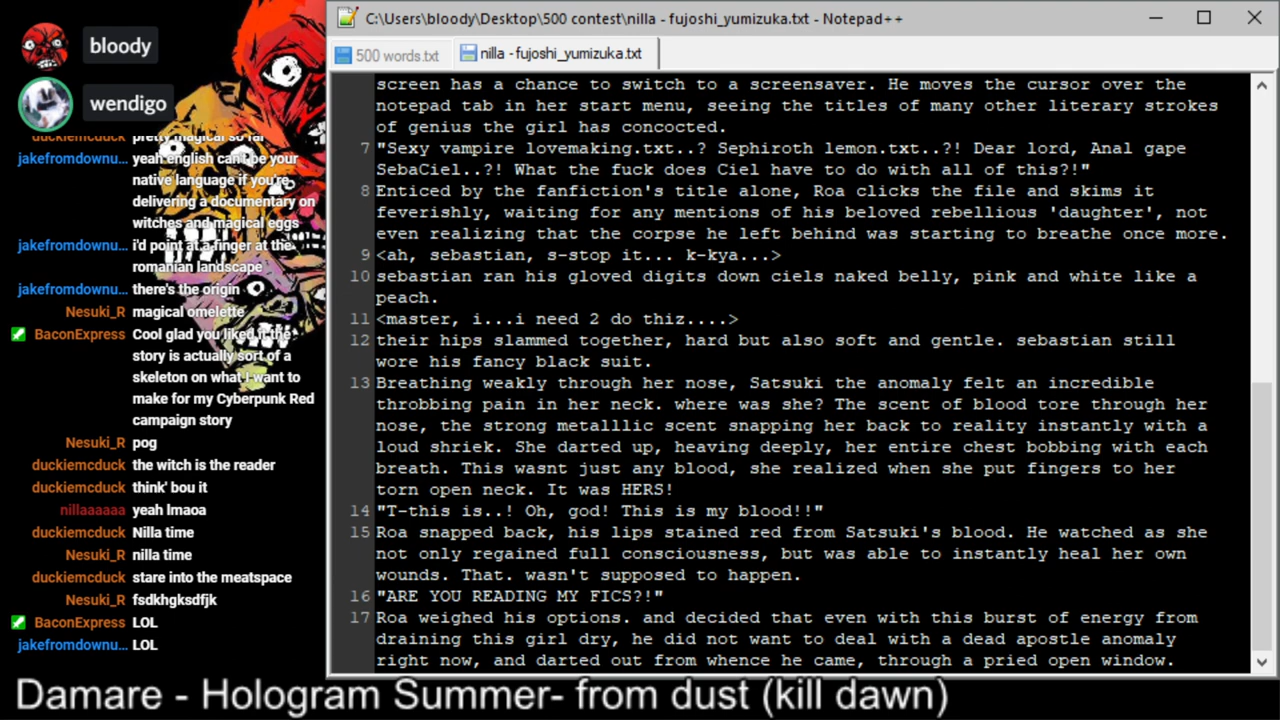 bloody
wendigo
duckiemcduck pretty magical so far
jakefromdownu... yeah english can't be your
native language if you're
delivering a documentary on
witches and magical eggs
jakefromdownu... i'd point at a finger at the
romanian landscape
jakefromdownu... there's the origin
Nesuki_R magical omelette
BaconExpress Cool glad you liked it the
story is actually sort of a
skeleton on what I want to
make for my Cyberpunk Red
campaign story
Nesuki_R pog
duckiemcduck the witch is the reader
duckiemcduck think' bou it
nillaaaaaa yeah lmaoa
duckiemcduck Nilla time
Nesuki_R nilla time
duckiemcduck stare into the meatspace
Nesuki_R fsdkhgksdfjk
BaconExpress LOL
jakefromdownu... LOL
C:\Users\bloody\Desktop\500 contest\nilla - fujoshi_yumizuka.txt - Notepad++
500 words.txt
nilla - fujoshi_yumizuka.txt
screen has a chance to switch to a screensaver. He moves the cursor over the
notepad tab in her start menu, seeing the titles of many other literary strokes
of genius the girl has concocted.
7 "Sexy vampire lovemaking.txt..? Sephiroth lemon.txt..?! Dear lord, Anal gape
SebaCiel..?! What the fuck does Ciel have to do with all of this?!"
8 Enticed by the fanfiction's title alone, Roa clicks the file and skims it
feverishly, waiting for any mentions of his beloved rebellious 'daughter', not
even realizing that the corpse he left behind was starting to breathe once more.
9 <ah, sebastian, s-stop it... k-kya...>
10 sebastian ran his gloved digits down ciels naked belly, pink and white like a
peach.
11 <master, i...i need 2 do thiz....>
12 their hips slammed together, hard but also soft and gentle. sebastian still
wore his fancy black suit.
13 Breathing weakly through her nose, Satsuki the anomaly felt an incredible
throbbing pain in her neck. where was she? The scent of blood tore through her
nose, the strong metalllic scent snapping her back to reality instantly with a
loud shriek. She darted up, heaving deeply, her entire chest bobbing with each
breath. This wasnt just any blood, she realized when she put fingers to her
torn open neck. It was HERS!
14 "T-this is..! Oh, god! This is my blood!!"
15 Roa snapped back, his lips stained red from Satsuki's blood. He watched as she
not only regained full consciousness, but was able to instantly heal her own
wounds. That. wasn't supposed to happen.
16 "ARE YOU READING MY FICS?!"
17 Roa weighed his options. and decided that even with this burst of energy from
draining this girl dry, he did not want to deal with a dead apostle anomaly
right now, and darted out from whence he came, through a pried open window.
Damare - Hologram Summer- from dust (kill dawn)